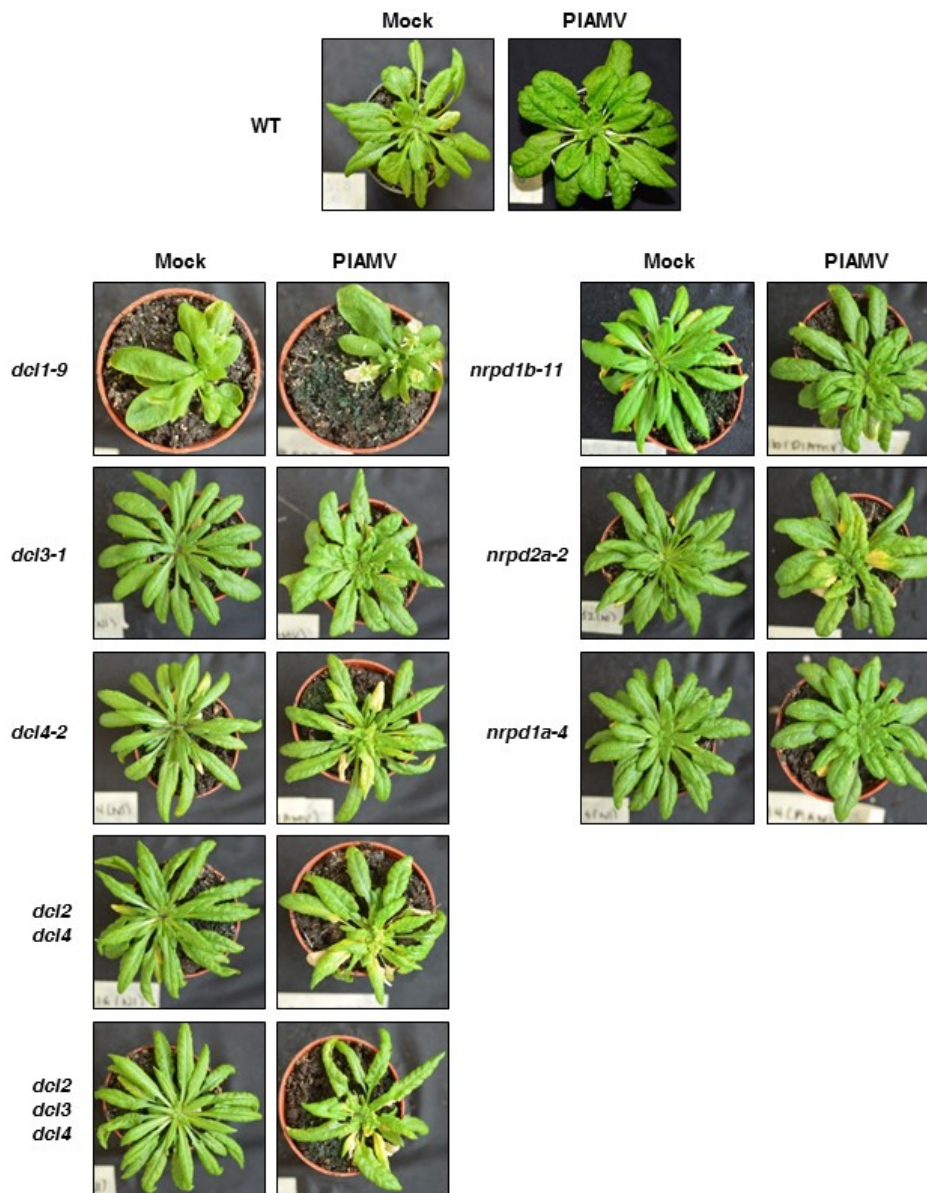 Mock PlAMV
WT
Mock PlAMV Mock PlAMV
dcl1-9 nrpd1b-11
dcl3-1 nrpd2a-2
dcl4-2 nrpd1a-4
dcl2
dcl4
dcl2
dcl3
dcl4